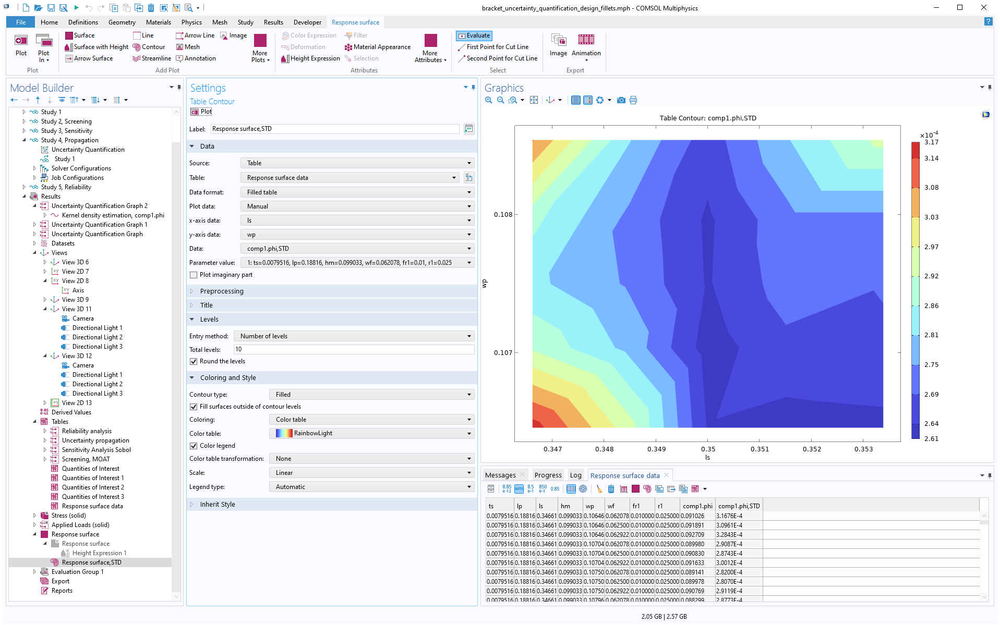 bracket_uncertainty_quantification_design_fillets.mph - COMSOL Multiphysics
File Home Definitions Geometry Materials Physics Mesh Study Results Developer Response surface
?
Plot
Plot In
Plot
Surface Line Arrow Line Image
Surface with Height Contour Mesh
Arrow Surface Streamline Annotation
More Plots
Add Plot
Color Expression Filter
Deformation Material Appearance
Height Expression Selection
More Attributes
Attributes
Evaluate
First Point for Cut Line
Second Point for Cut Line
Select
Image Animation
Export
Model Builder
Study 1
Study 2, Screening
Study 3, Sensitivity
Study 4, Propagation
Uncertainty Quantification
Study 1
Solver Configurations
Job Configurations
Study 5, Reliability
Results
Uncertainty Quantification Graph 2
Kernel density estimation, comp1.phi
Uncertainty Quantification Graph 1
Uncertainty Quantification Graph
Datasets
Views
View 3D 6
View 2D 7
View 2D 8
Axis
View 3D 9
View 3D 11
Camera
Directional Light 1
Directional Light 2
Directional Light 3
View 3D 12
Camera
Directional Light 1
Directional Light 2
Directional Light 3
View 2D 13
8.85 e-12 Derived Values
Tables
Reliability analysis
Uncertainty propagation
Sensitivity Analysis Sobol
Screening, MOAT
Quantities of Interest
Quantities of Interest 1
Quantities of Interest 2
Quantities of Interest 3
Response surface data
Stress (solid)
Applied Loads (solid)
Response surface
Response surface
Height Expression 1
Response surface,STD
Evaluation Group 1
Export
Reports
Settings
Table Contour
Plot
Label: Response surface,STD
Data
Source: Table
Table: Response surface data
Data format: Filled table
Plot data: Manual
x-axis data: ls
y-axis data: wp
Data: comp1.phi,STD
Parameter value: 1: ts=0.0079516, lp=0.18816, hm=0.099033, wf=0.062078, fr1=0.01, r1=0.025
Plot imaginary part
Preprocessing
Title
Levels
Entry method: Number of levels
Total levels: 10
Round the levels
Coloring and Style
Contour type: Filled
Fill surfaces outside of contour levels
Coloring: Color table
Color table: RainbowLight
Color legend
Color table transformation: None
Scale: Linear
Legend type: Automatic
Inherit Style
Graphics
Table Contour: comp1.phi,STD
×10⁻⁴
3.17
3.14
3.08
3.03
2.97
2.92
2.86
2.81
2.75
2.69
2.64
2.61
0.108
wp
0.107
0.347 0.348 0.349 0.35 0.351 0.352 0.353
ls
Messages Progress Log Response surface data
8.85 e-12 AUTO 8.5 e-1 850 e-1 0.85
ts lp ls hm wp wf fr1 r1 comp1.phi comp1.phi,STD
0.0079516 0.18816 0.34661 0.099033 0.10646 0.062078 0.010000 0.025000 0.091026 3.1676E-4
0.0079516 0.18816 0.34661 0.099033 0.10646 0.062500 0.010000 0.025000 0.091891 3.0961E-4
0.0079516 0.18816 0.34661 0.099033 0.10646 0.062922 0.010000 0.025000 0.092709 3.2843E-4
0.0079516 0.18816 0.34661 0.099033 0.10704 0.062078 0.010000 0.025000 0.089980 2.9087E-4
0.0079516 0.18816 0.34661 0.099033 0.10704 0.062500 0.010000 0.025000 0.090830 2.8743E-4
0.0079516 0.18816 0.34661 0.099033 0.10704 0.062922 0.010000 0.025000 0.091633 3.0012E-4
0.0079516 0.18816 0.34661 0.099033 0.10750 0.062078 0.010000 0.025000 0.089141 2.8200E-4
0.0079516 0.18816 0.34661 0.099033 0.10750 0.062500 0.010000 0.025000 0.089978 2.8070E-4
0.0079516 0.18816 0.34661 0.099033 0.10750 0.062922 0.010000 0.025000 0.090769 2.9119E-4
0.0079516 0.18816 0.34661 0.099033 0.10796 0.062078 0.010000 0.025000 0.088299 2.8773E-4
2.05 GB | 2.57 GB